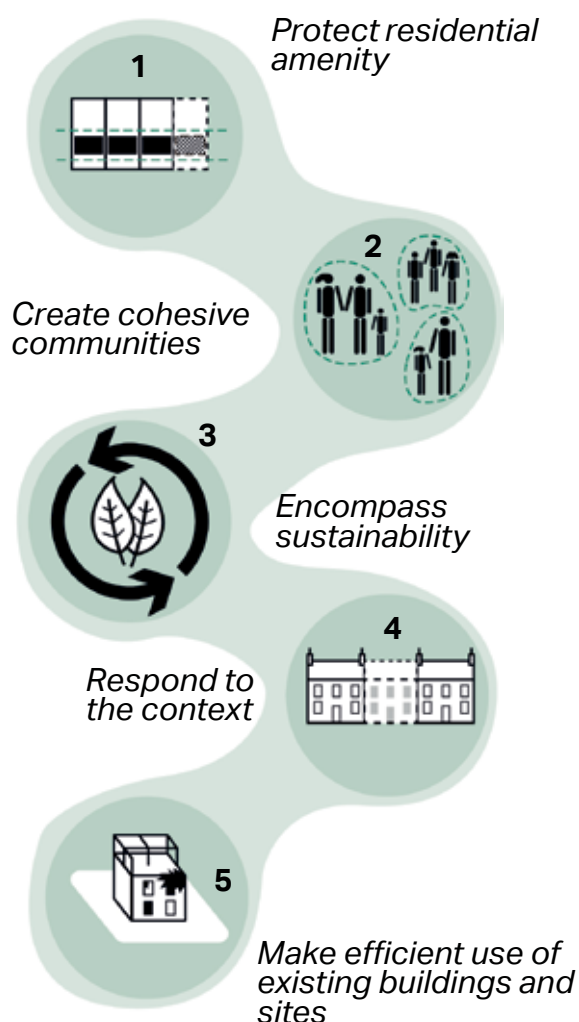 Protect residential
amenity
1
2
Create cohesive
communities
3
Encompass
sustainability
4
Respond to
the context
5
Make efficient use of
existing buildings and
sites